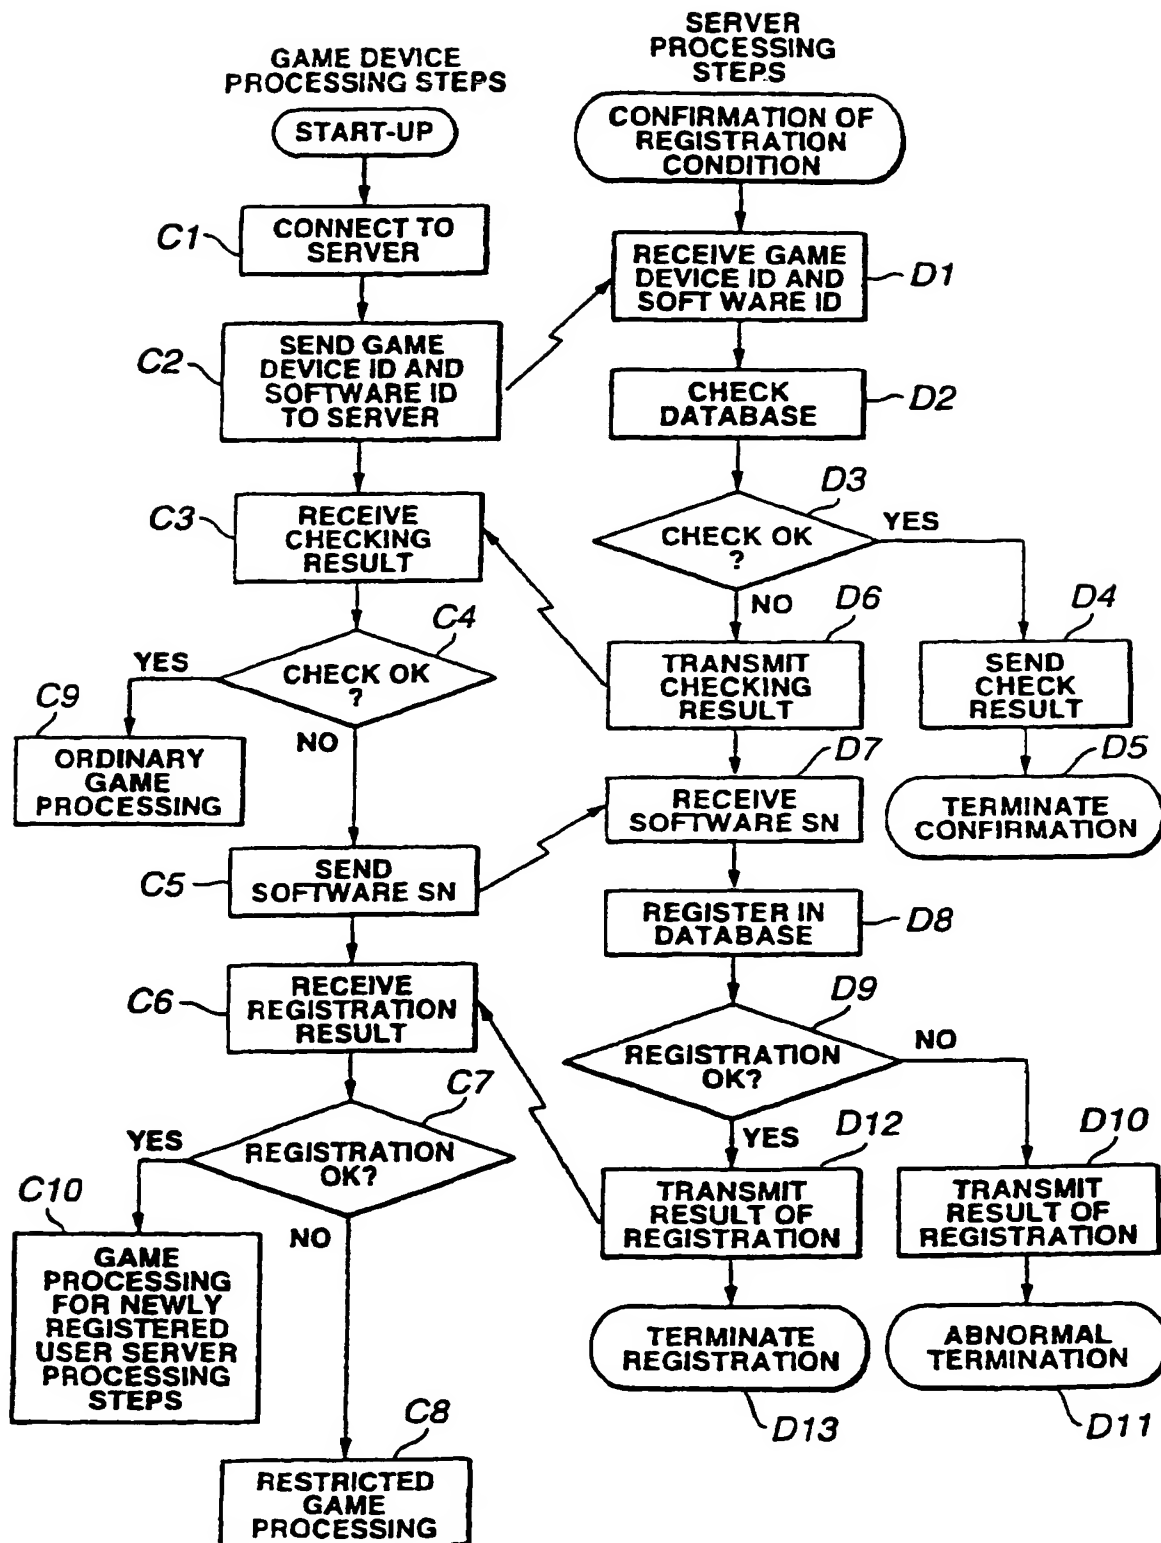 GAME DEVICE
PROCESSING STEPS
START-UP
C1
CONNECT TO
SERVER
C2
SEND GAME
DEVICE ID AND
SOFTWARE ID
TO SERVER
C3
RECEIVE
CHECKING
RESULT
C4
CHECK OK
?
YES
NO
C9
ORDINARY
GAME
PROCESSING
C5
SEND
SOFTWARE SN
C6
RECEIVE
REGISTRATION
RESULT
C7
REGISTRATION
OK?
YES
NO
C10
GAME
PROCESSING
FOR NEWLY
REGISTERED
USER SERVER
PROCESSING
STEPS
C8
RESTRICTED
GAME
PROCESSING
SERVER
PROCESSING
STEPS
CONFIRMATION OF
REGISTRATION
CONDITION
RECEIVE GAME
DEVICE ID AND
SOFT WARE ID
D1
CHECK
DATABASE
D2
D3
CHECK OK
?
YES
NO
D6
TRANSMIT
CHECKING
RESULT
D4
SEND
CHECK
RESULT
D5
TERMINATE
CONFIRMATION
D7
RECEIVE
SOFTWARE SN
REGISTER IN
DATABASE
D8
D9
REGISTRATION
OK?
NO
YES
D12
TRANSMIT
RESULT OF
REGISTRATION
D10
TRANSMIT
RESULT OF
REGISTRATION
TERMINATE
REGISTRATION
D13
ABNORMAL
TERMINATION
D11